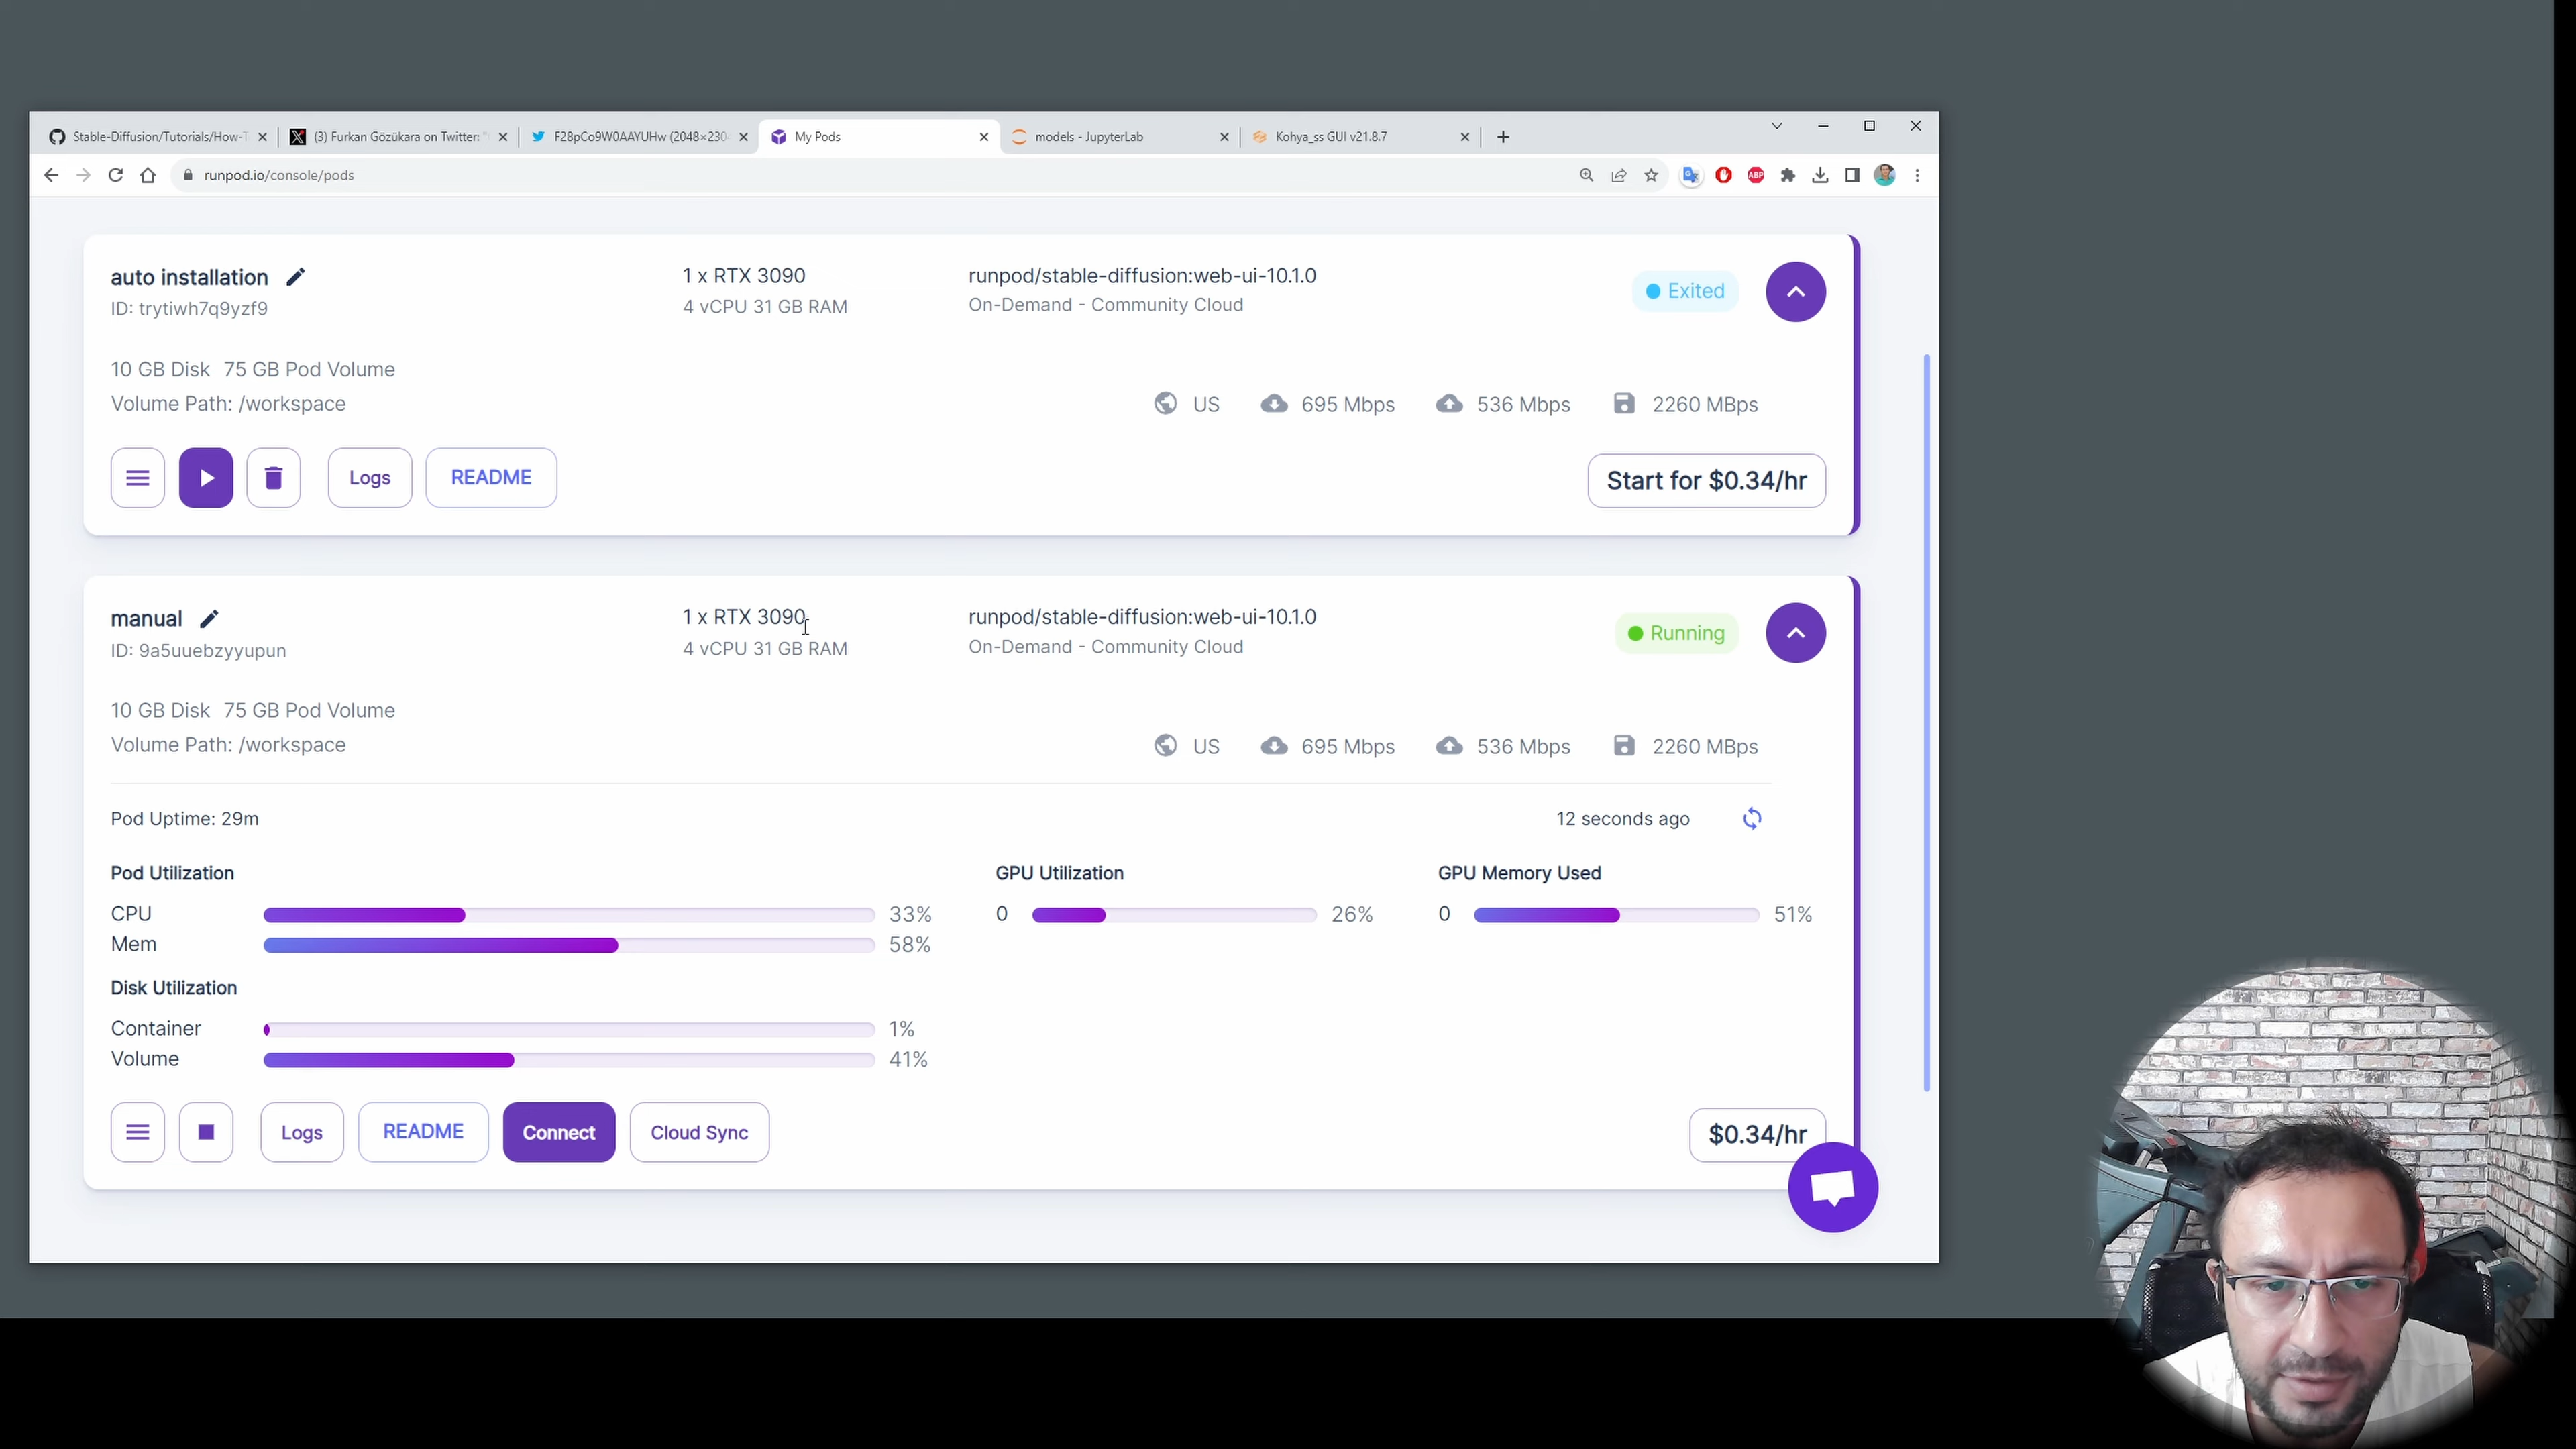 Stable-Diffusion/Tutorials/How-T
(3) Furkan Gözükara on Twitter: "
F28pCo9W0AAYUHw (2048×230
My Pods
models - JupyterLab
Kohya_ss GUI v21.8.7
runpod.io/console/pods
ABP
auto installation
1 x RTX 3090
runpod/stable-diffusion:web-ui-10.1.0
Exited
ID: trytiwh7q9yzf9
4 vCPU 31 GB RAM
On-Demand - Community Cloud
10 GB Disk 75 GB Pod Volume
Volume Path: /workspace
US 695 Mbps 536 Mbps 2260 MBps
Logs README
Start for $0.34/hr
manual
1 x RTX 3090
runpod/stable-diffusion:web-ui-10.1.0
Running
ID: 9a5uuebzyyupun
4 vCPU 31 GB RAM
On-Demand - Community Cloud
10 GB Disk 75 GB Pod Volume
Volume Path: /workspace
US 695 Mbps 536 Mbps 2260 MBps
Pod Uptime: 29m
12 seconds ago
Pod Utilization
GPU Utilization
GPU Memory Used
CPU 33%
0 26%
0 51%
Mem 58%
Disk Utilization
Container 1%
Volume 41%
Logs README Connect Cloud Sync
$0.34/hr